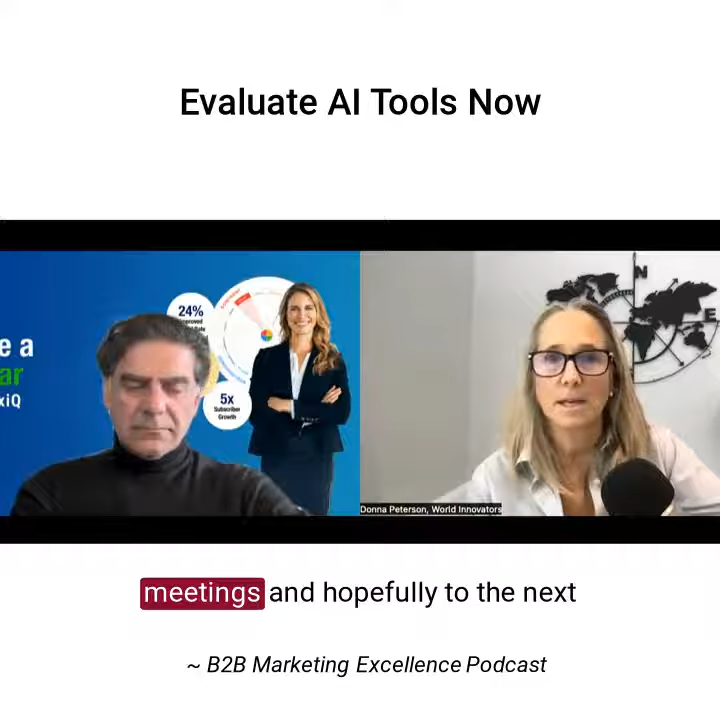 Evaluate AI Tools Now
24%
Improved
5x
Subscriber
Growth
e a
ar
xiQ
N
E
Donna Peterson, World Innovators
meetings and hopefully to the next
~ B2B Marketing Excellence Podcast